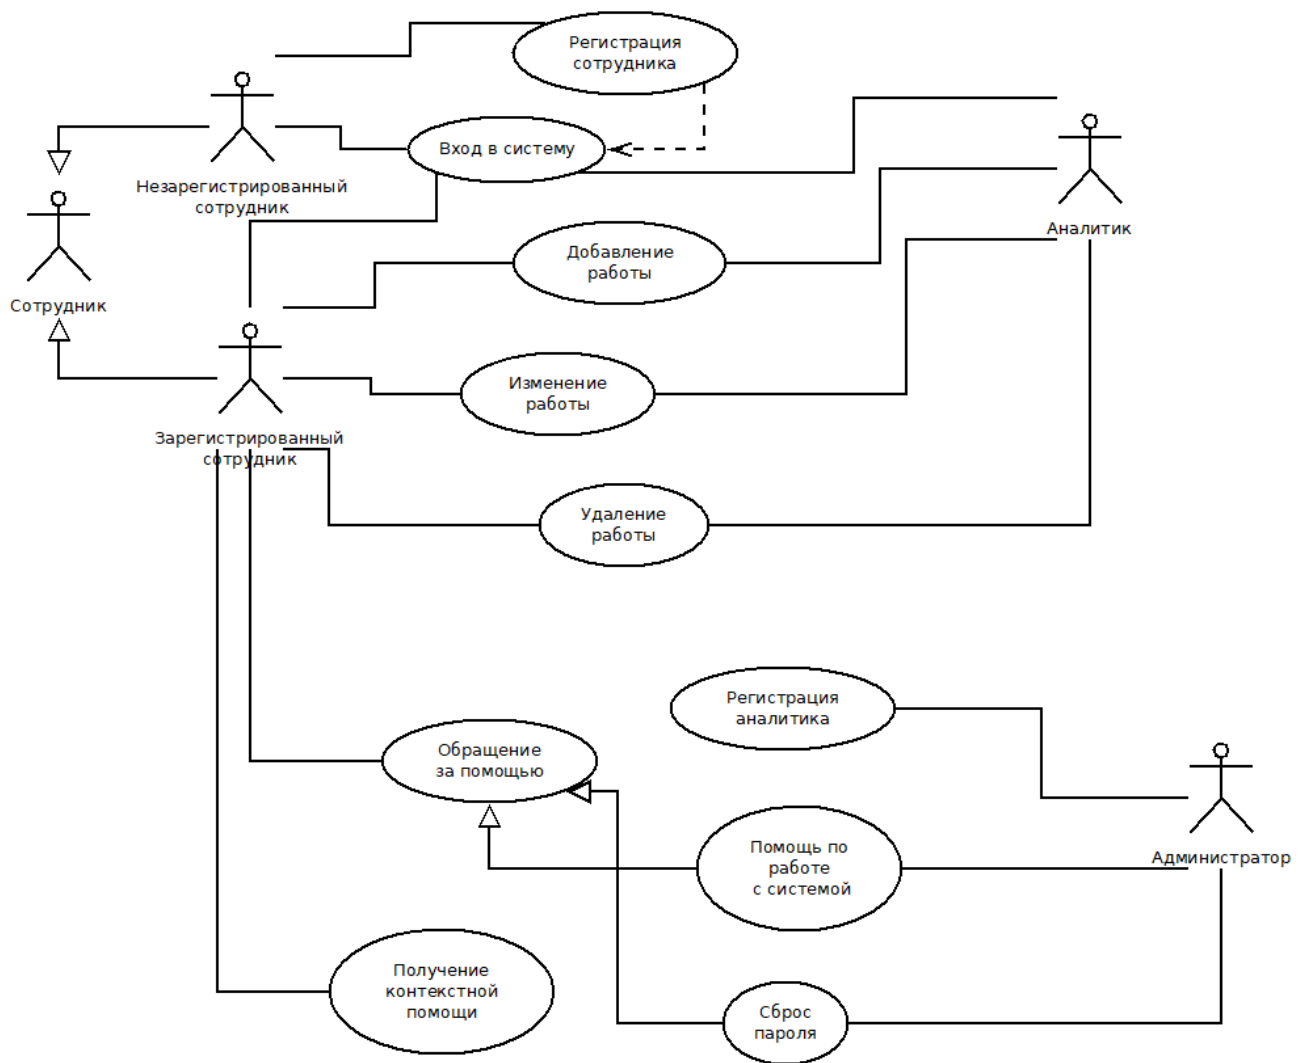 Регистрация
сотрудника
Вход в систему
Незарегистрированный
сотрудник
Аналитик
Добавление
работы
Сотрудник
Изменение
работы
Зарегистрированный
сотрудник
Удаление
работы
Регистрация
аналитика
Обращение
за помощью
Помощь по
работе
с системой
Администратор
Получение
контекстной
помощи
Сброс
пароля